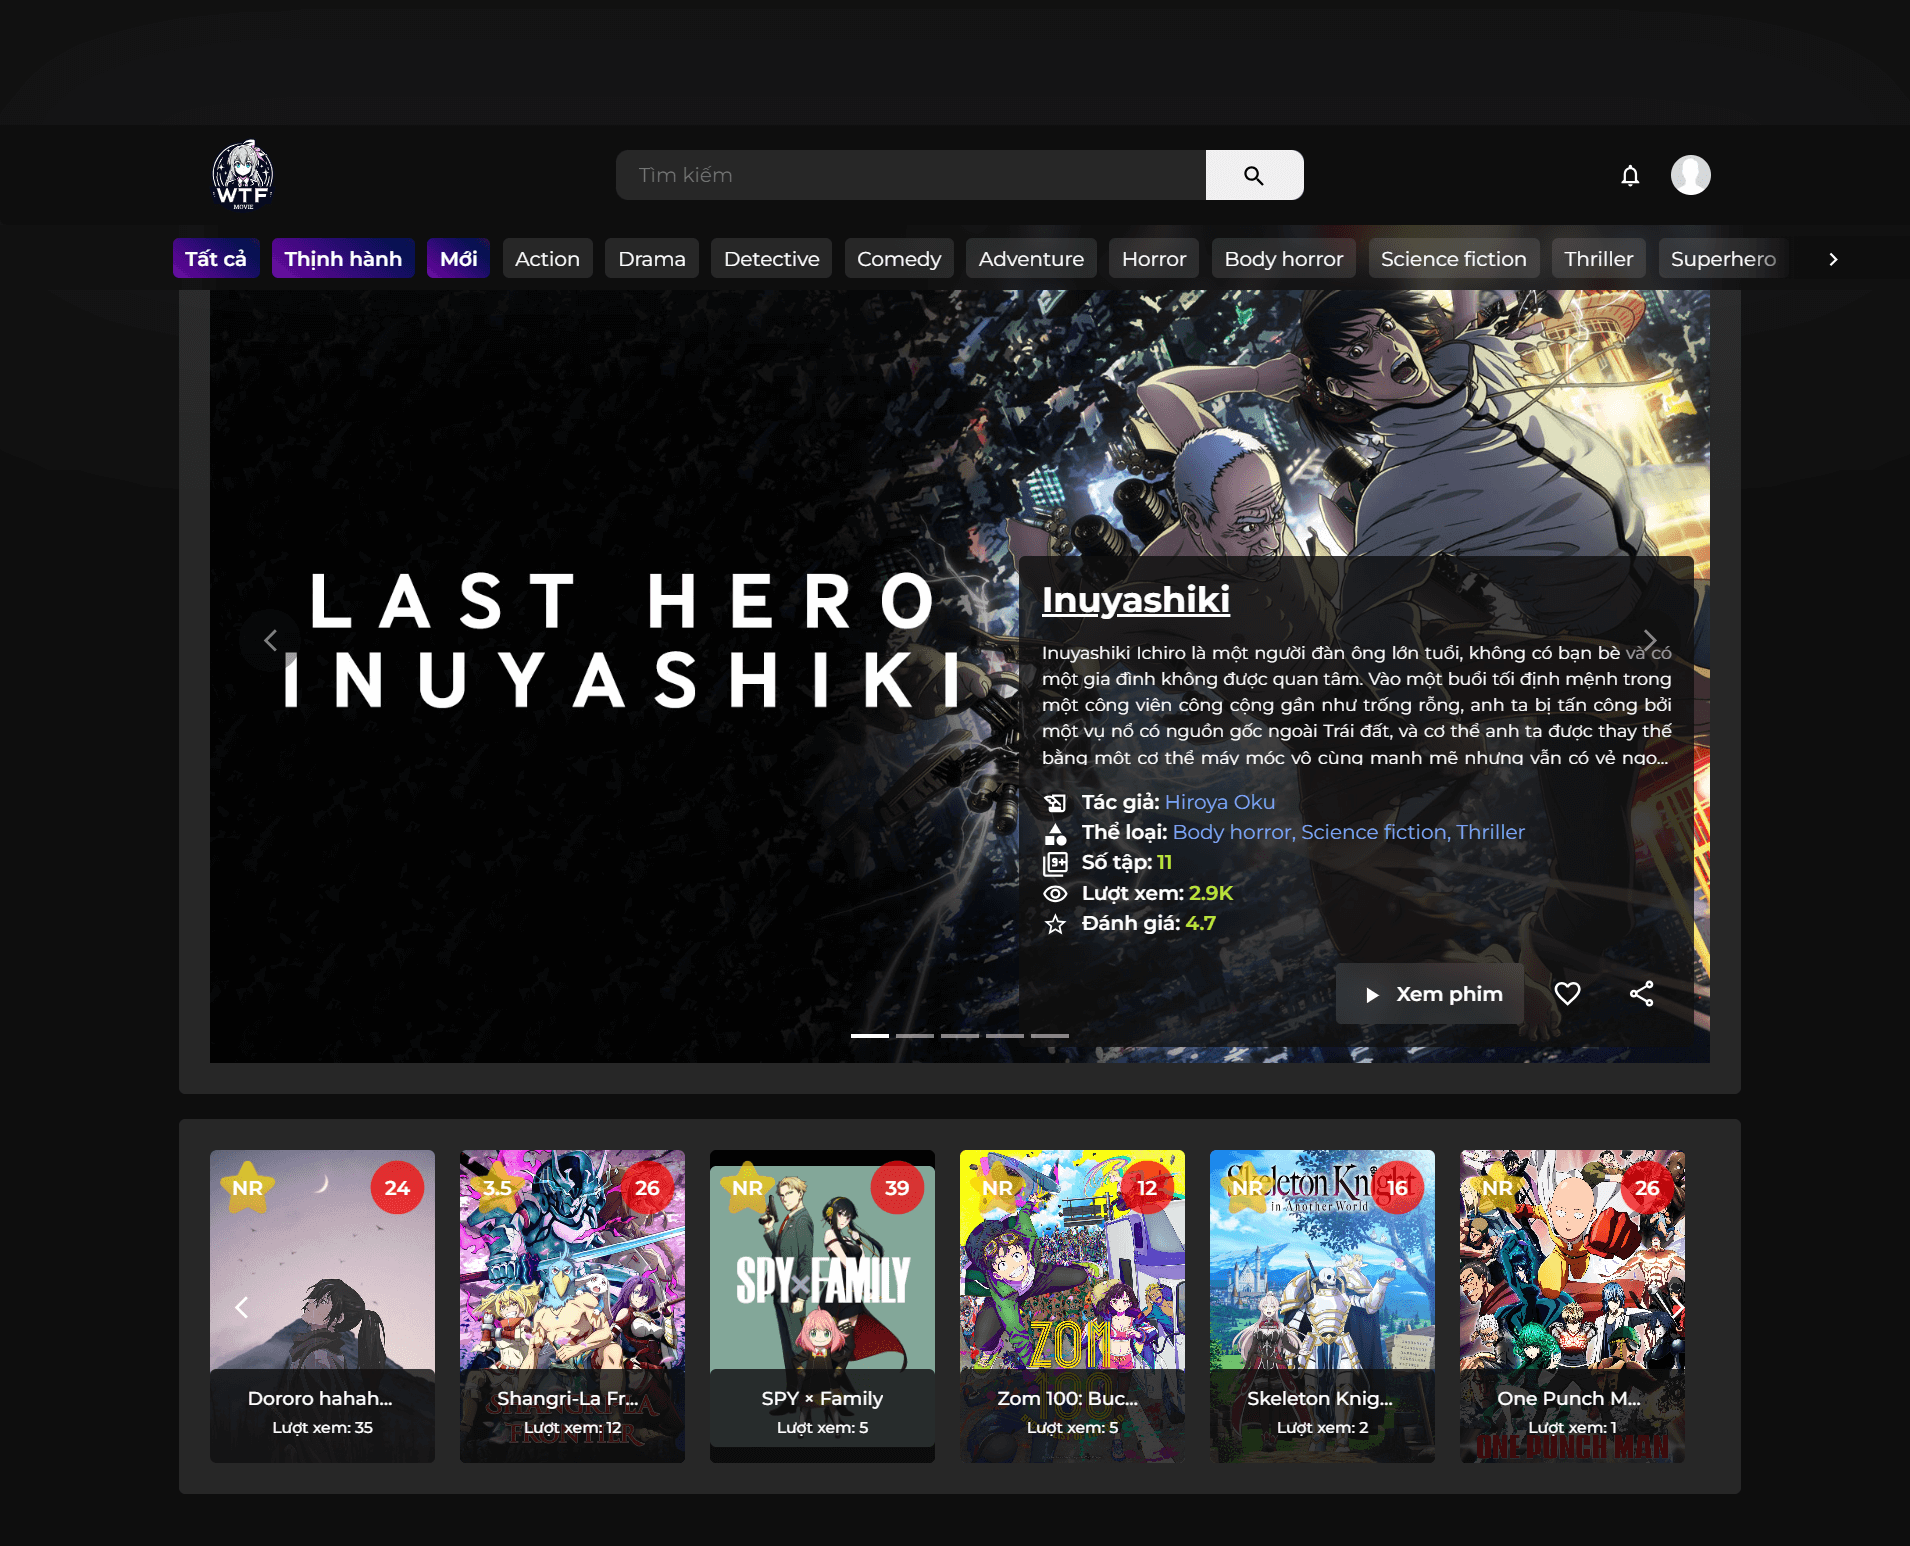 WTF
MOVIE
Tìm kiếm
Tất cả
Thịnh hành
Mới
Action
Drama
Detective
Comedy
Adventure
Horror
Body horror
Science fiction
Thriller
Superhero
LAST HERO
INUYASHIKI
Inuyashiki
Inuyashiki Ichiro là một người đàn ông lớn tuổi, không có bạn bè và có
một gia đình không được quan tâm. Vào một buổi tối định mệnh trong
một công viên công cộng gần như trống rỗng, anh ta bị tấn công bởi
một vụ nổ có nguồn gốc ngoài Trái đất, và cơ thể anh ta được thay thế
bằng một cơ thể máy móc vô cùng mạnh mẽ nhưng vẫn có vẻ ngo...
Tác giả: Hiroya Oku
Thể loại: Body horror, Science fiction, Thriller
9+ Số tập: 11
Lượt xem: 2.9K
Đánh giá: 4.7
Xem phim
NR
24
Dororo hahah...
Lượt xem: 35
3.5
26
Shangri-La Fr...
Lượt xem: 12
SHANGRI-LA
FRONTIER
NR
39
SPY×FAMILY
SPY × Family
Lượt xem: 5
NR
12
ZOM
100
Zom 100: Buc...
Lượt xem: 5
NR
16
Skeleton Knight
in Another World
Skeleton Knig...
Lượt xem: 2
NR
26
One Punch M...
Lượt xem: 1
ONE PUNCH MAN